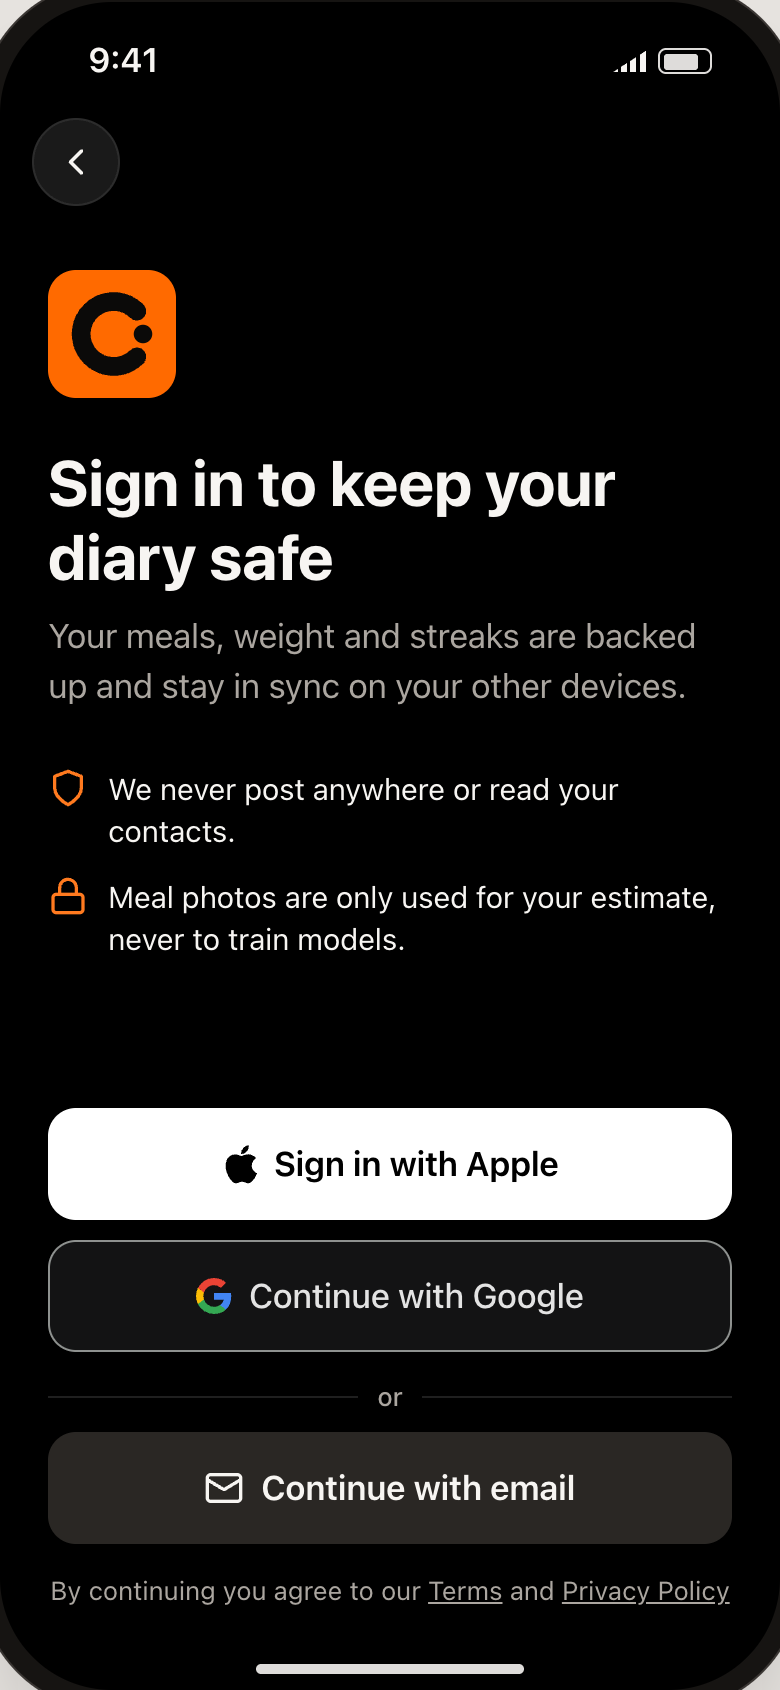 9:41
Sign in to keep your
diary safe
Your meals, weight and streaks are backed
up and stay in sync on your other devices.
We never post anywhere or read your
contacts.
Meal photos are only used for your estimate,
never to train models.
Sign in with Apple
Continue with Google
or
Continue with email
By continuing you agree to our Terms and Privacy Policy